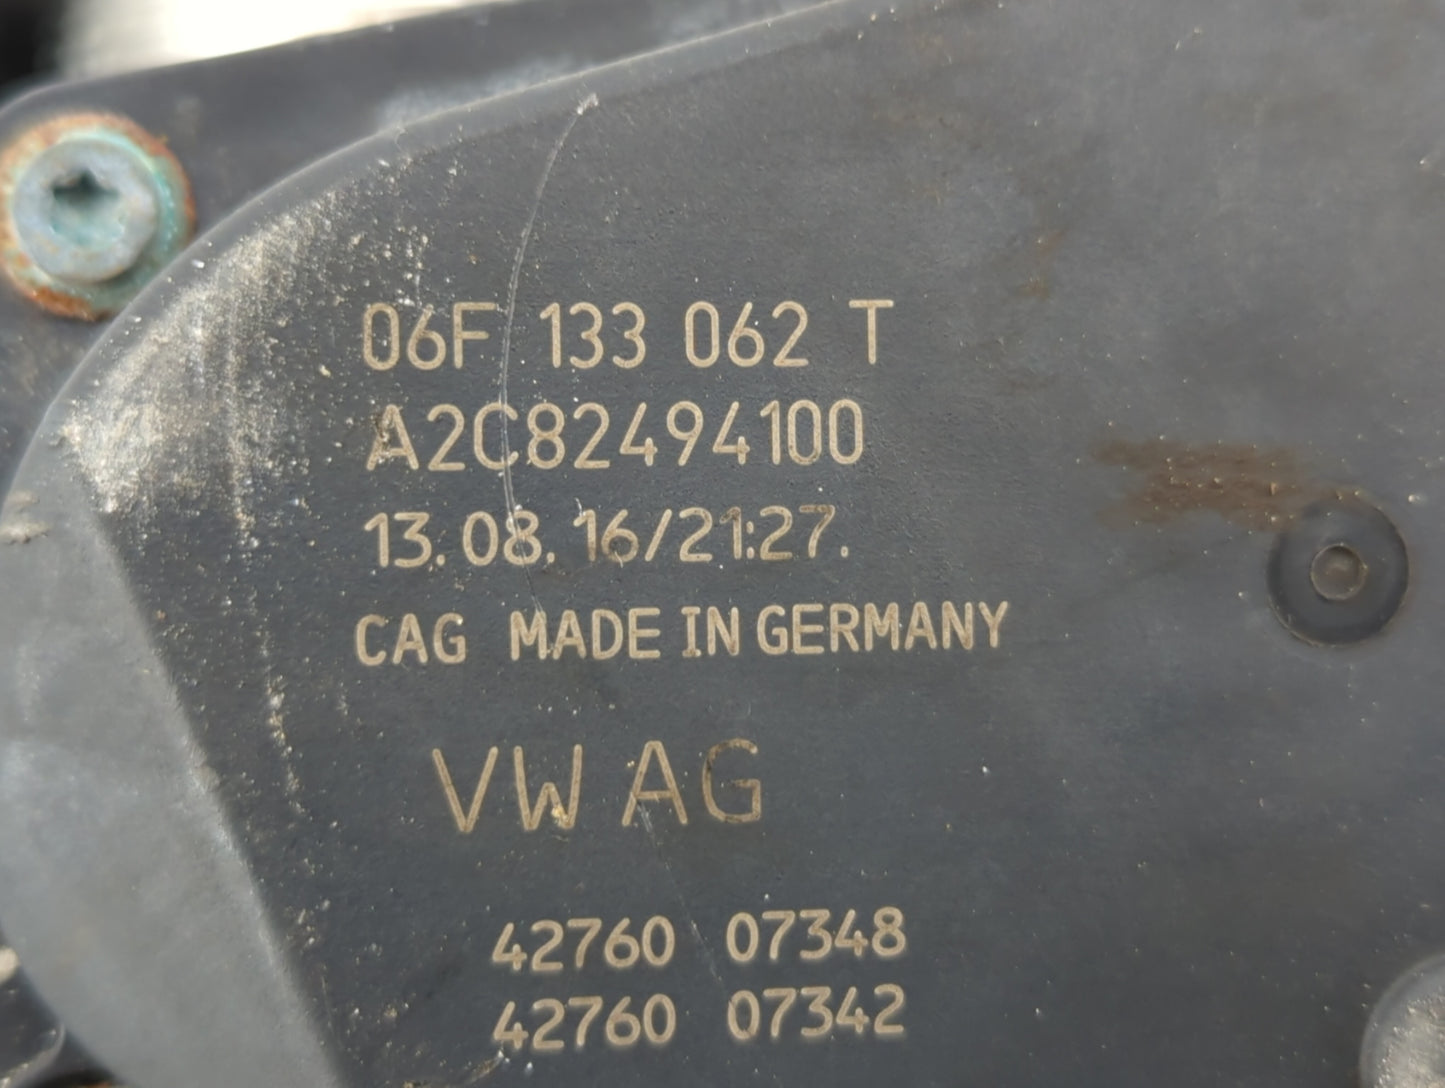 06F 133 062 T
A2C82494100
13.08.16/21:27.
CAG MADE IN GERMANY
VW AG
42760 07348
42760 07342